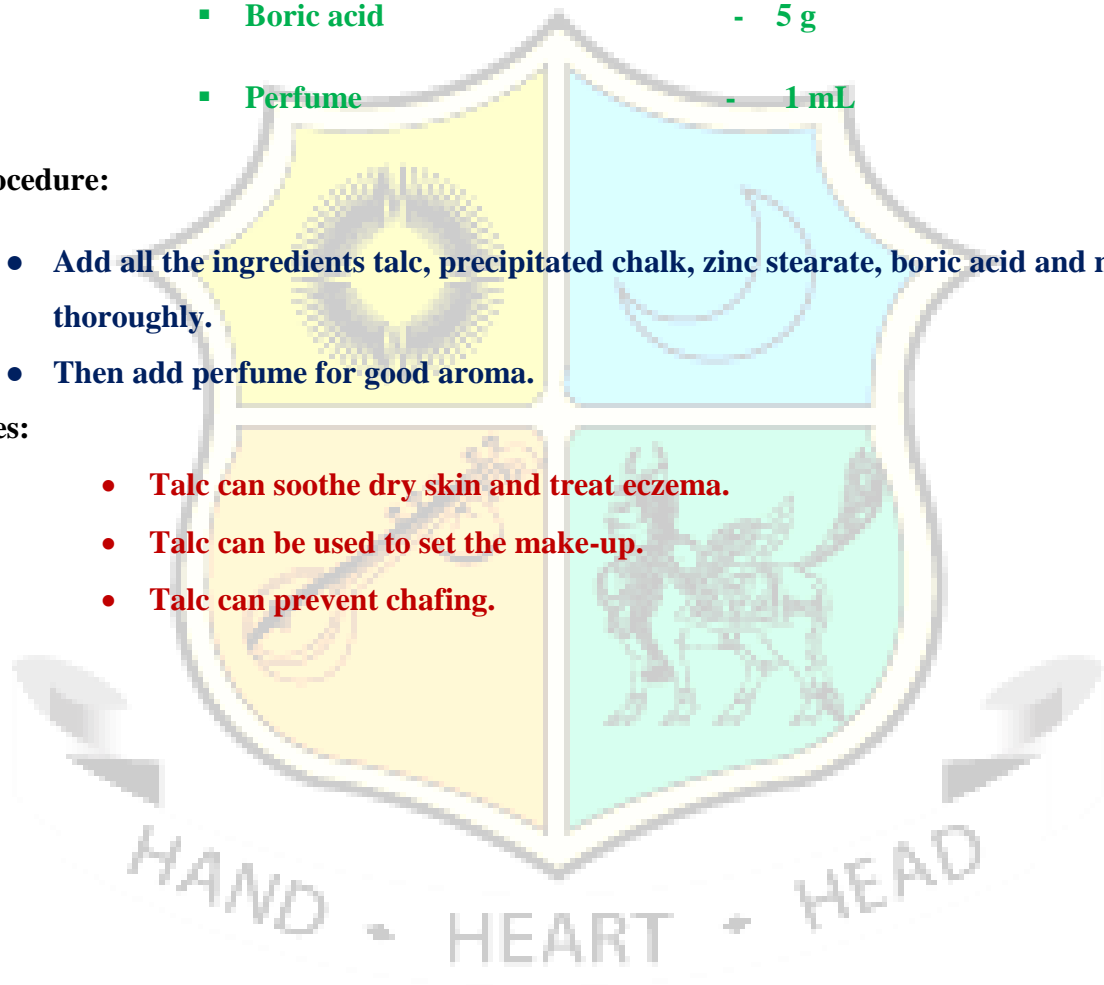 ▪ Boric acid - 5 g
▪ Perfume - 1 mL
ocedure:
● Add all the ingredients talc, precipitated chalk, zinc stearate, boric acid and
thoroughly.
● Then add perfume for good aroma.
es:
• Talc can soothe dry skin and treat eczema.
• Talc can be used to set the make-up.
• Talc can prevent chafing.
HAND • HEART • HEAD